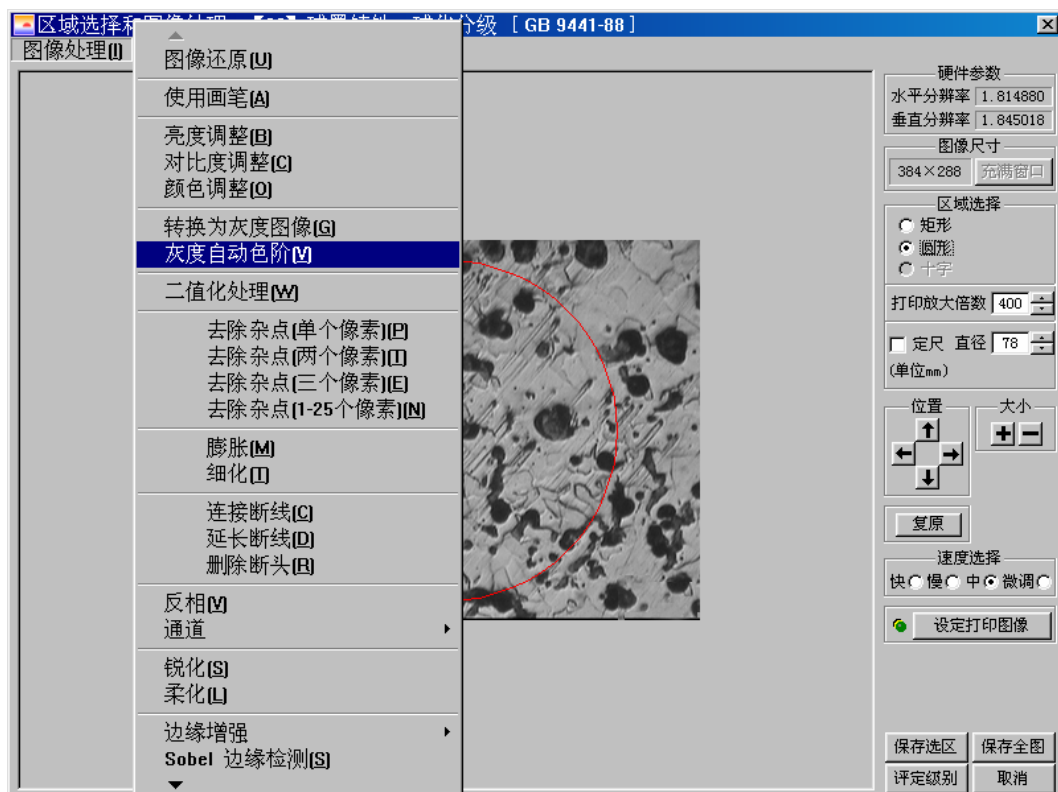 区域选择和
分级 [ GB 9441-88 ]
图像处理(I)
图像还原(U)
使用画笔(A)
亮度调整(B)
对比度调整(C)
颜色调整(O)
转换为灰度图像(G)
灰度自动色阶(V)
二值化处理(W)
去除杂点(单个像素)(P)
去除杂点(两个像素)(T)
去除杂点(三个像素)(E)
去除杂点(1-25个像素)(N)
膨胀(M)
细化(T)
连接断线(C)
延长断线(D)
删除断头(R)
反相(V)
通道
锐化(S)
柔化(L)
边缘增强
Sobel 边缘检测(S)
硬件参数
水平分辨率 1.814880
垂直分辨率 1.845018
图像尺寸
384×288 充满窗口
区域选择
矩形
圆形
十字
打印放大倍数 400
定尺 直径 78
(单位mm)
位置 大小
复原
速度选择
快 慢 中 微调
设定打印图像
保存选区 保存全图
评定级别 取消